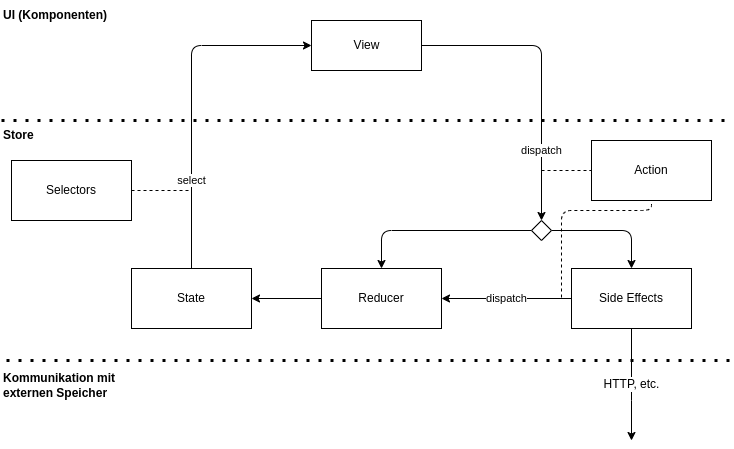 UI (Komponenten)
View
Store
dispatch
Action
Selectors
select
State
Reducer
dispatch
Side Effects
Kommunikation mit
externen Speicher
HTTP, etc.